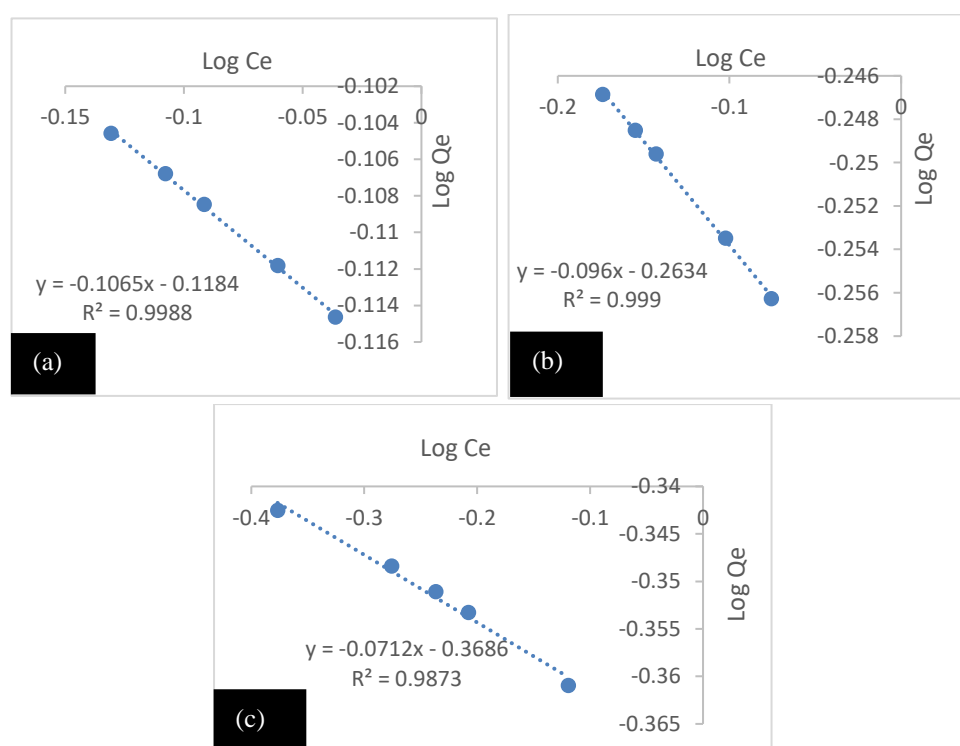 Log Ce
-0.15 -0.1 -0.05 0
-0.102
-0.104
-0.106
-0.108
-0.11
-0.112
-0.114
-0.116
Log Qe
y = -0.1065x - 0.1184
R² = 0.9988
(a)
Log Ce
-0.2 -0.1 0
-0.246
-0.248
-0.25
-0.252
-0.254
-0.256
-0.258
Log Qe
y = -0.096x - 0.2634
R² = 0.999
(b)
Log Ce
-0.4 -0.3 -0.2 -0.1 0
-0.34
-0.345
-0.35
-0.355
-0.36
-0.365
Log Qe
y = -0.0712x - 0.3686
R² = 0.9873
(c)